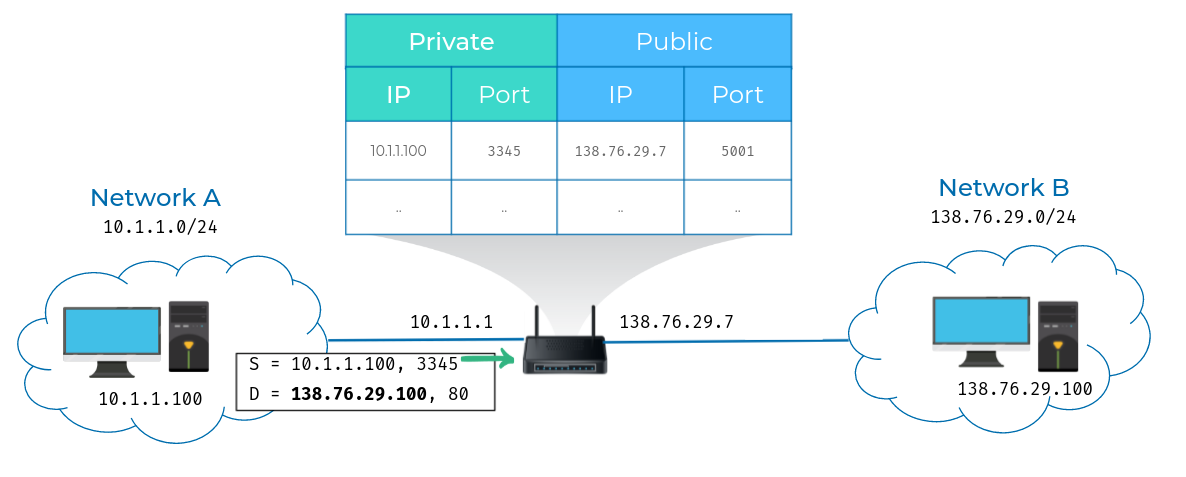 Private Public
IP Port IP Port
10.1.1.100 3345 138.76.29.7 5001
.. .. .. ..
Network A
10.1.1.0/24
Network B
138.76.29.0/24
10.1.1.1
138.76.29.7
S = 10.1.1.100, 3345
D = 138.76.29.100, 80
10.1.1.100
138.76.29.100